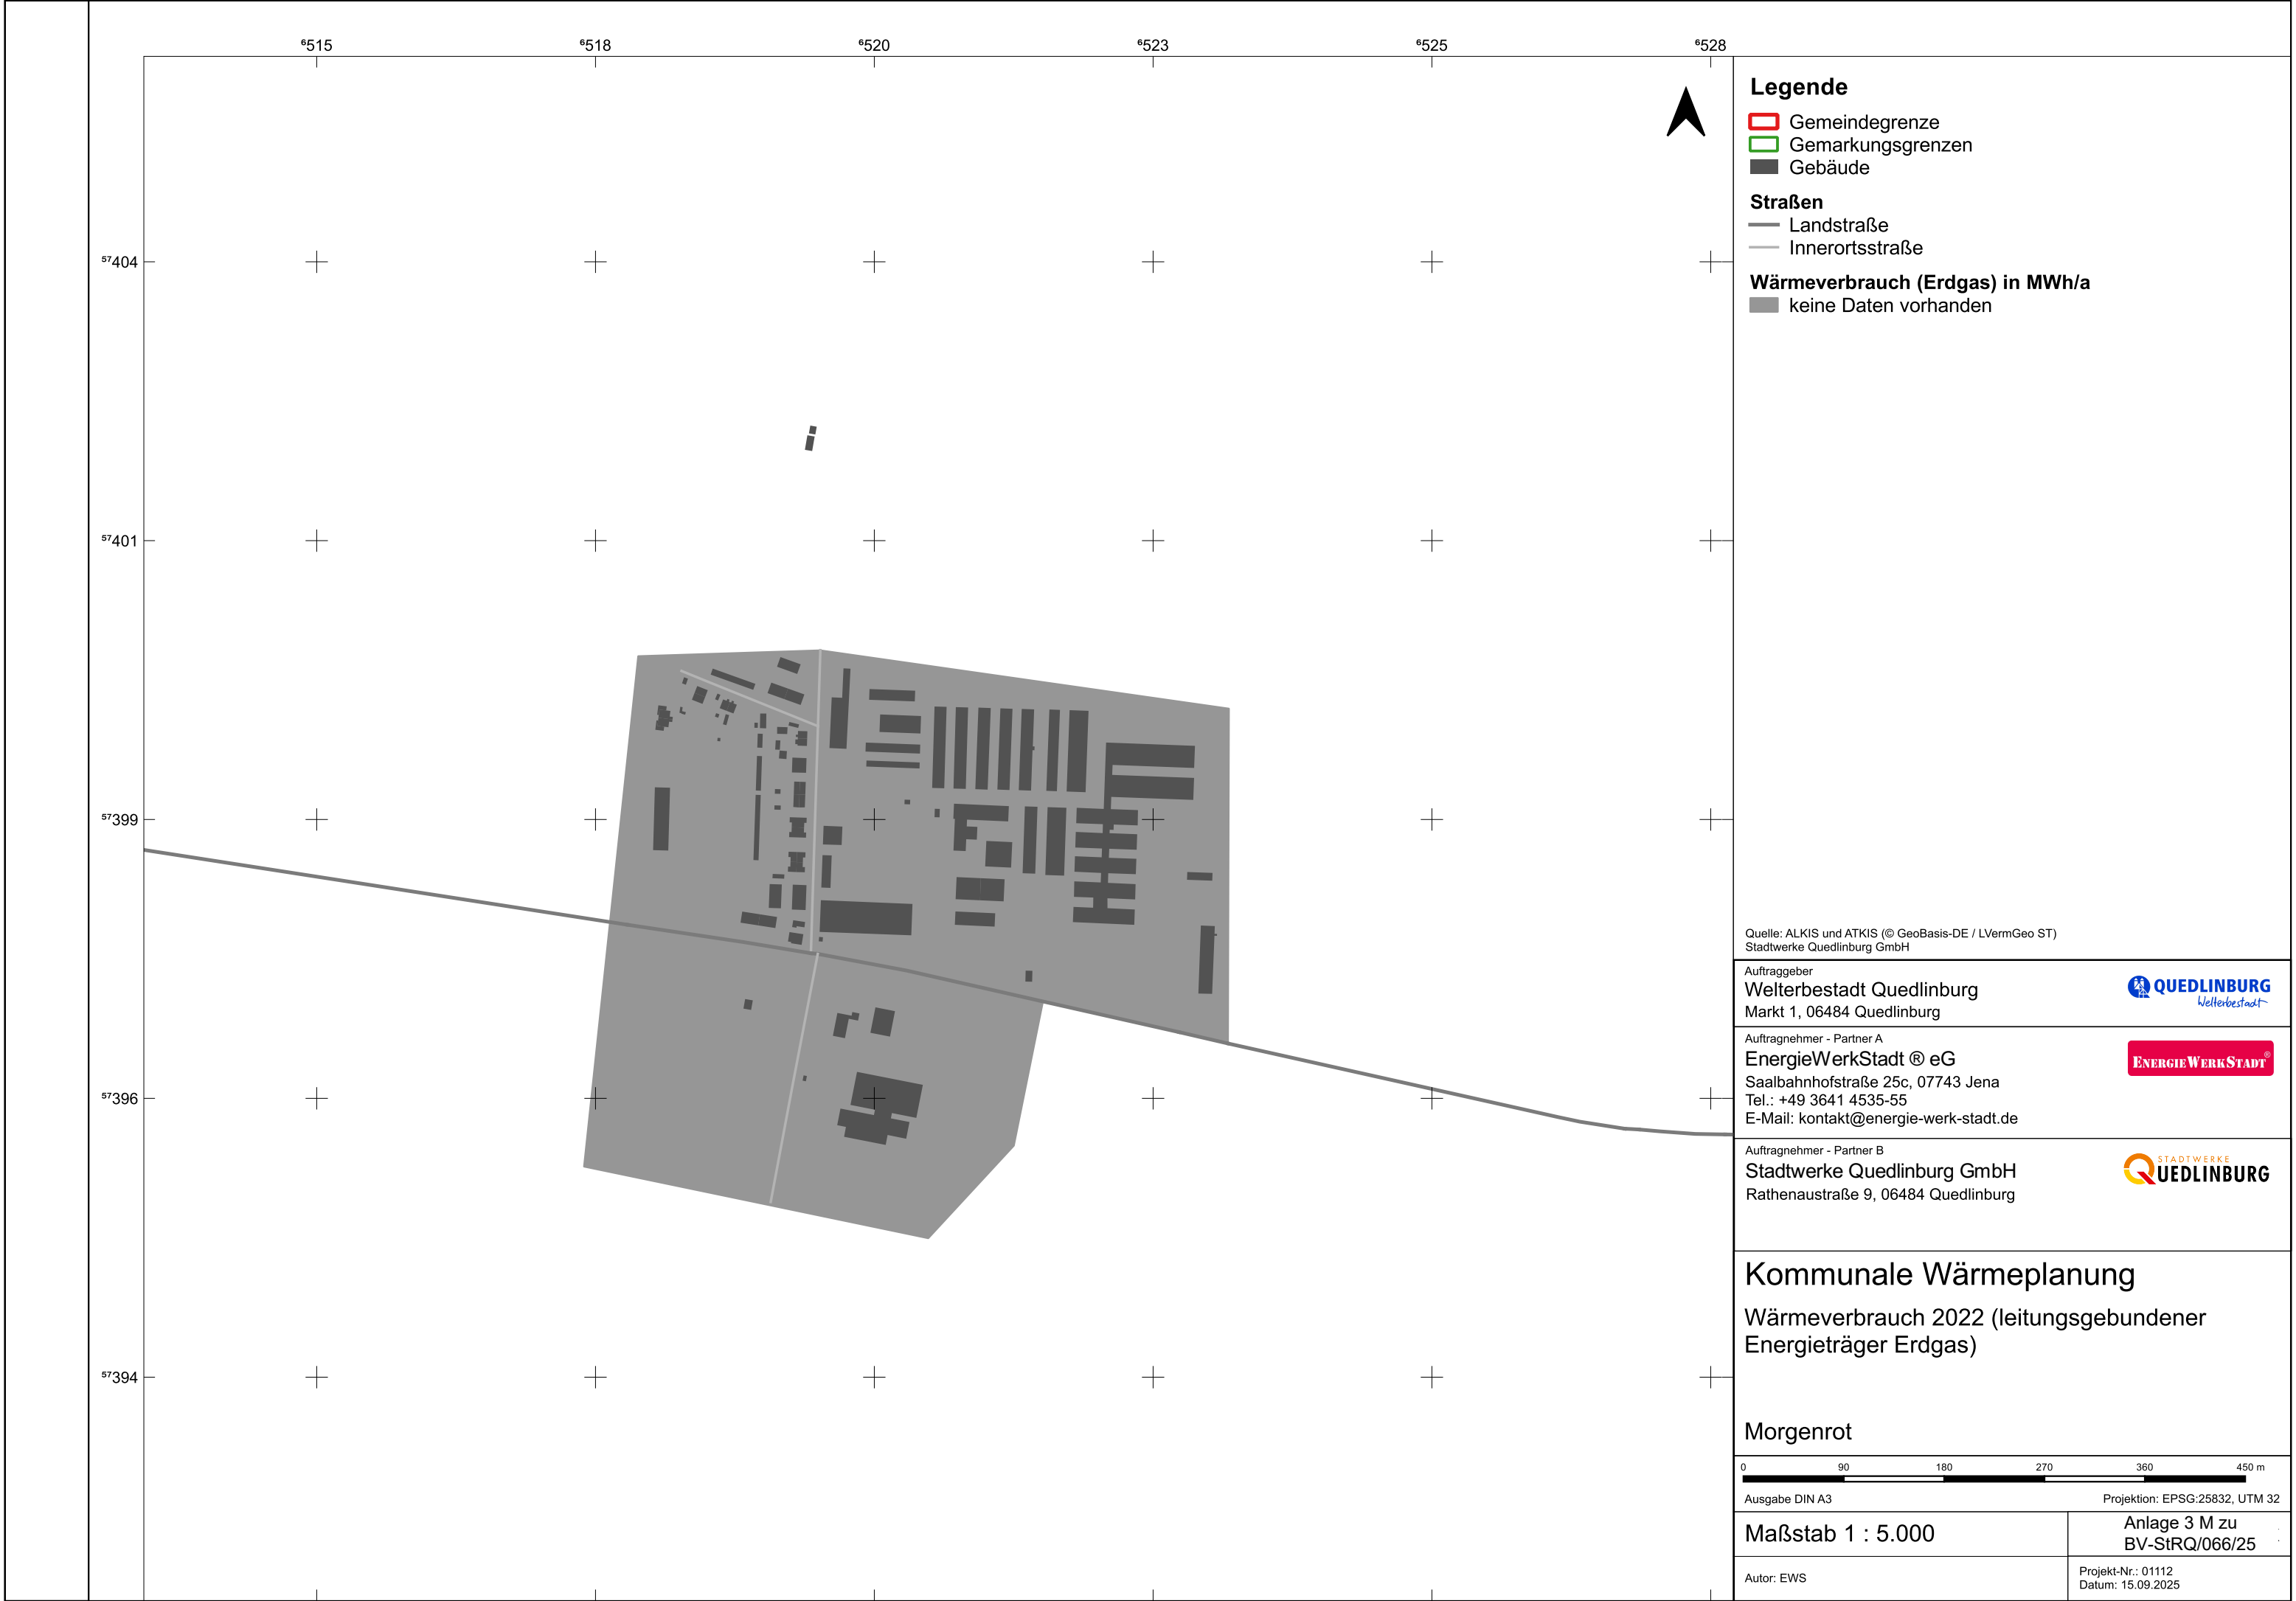 ⁶515
⁶518
⁶520
⁶523
⁶525
⁶528
⁵⁷404
⁵⁷401
⁵⁷399
⁵⁷396
⁵⁷394
Legende
Gemeindegrenze
Gemarkungsgrenzen
Gebäude
Straßen
Landstraße
Innerortsstraße
Wärmeverbrauch (Erdgas) in MWh/a
keine Daten vorhanden
Quelle: ALKIS und ATKIS (© GeoBasis-DE / LVermGeo ST)
Stadtwerke Quedlinburg GmbH
Auftraggeber
Welterbestadt Quedlinburg
Markt 1, 06484 Quedlinburg
QUEDLINBURG
Welterbestadt
Auftragnehmer - Partner A
EnergieWerkStadt ® eG
Saalbahnhofstraße 25c, 07743 Jena
Tel.: +49 3641 4535-55
E-Mail: kontakt@energie-werk-stadt.de
ENERGIEWERKSTADT®
Auftragnehmer - Partner B
Stadtwerke Quedlinburg GmbH
Rathenaustraße 9, 06484 Quedlinburg
STADTWERKE
QUEDLINBURG
Kommunale Wärmeplanung
Wärmeverbrauch 2022 (leitungsgebundener
Energieträger Erdgas)
Morgenrot
0 90 180 270 360 450 m
Ausgabe DIN A3
Projektion: EPSG:25832, UTM 32
Maßstab 1 : 5.000
Anlage 3 M zu
BV-StRQ/066/25
Autor: EWS
Projekt-Nr.: 01112
Datum: 15.09.2025